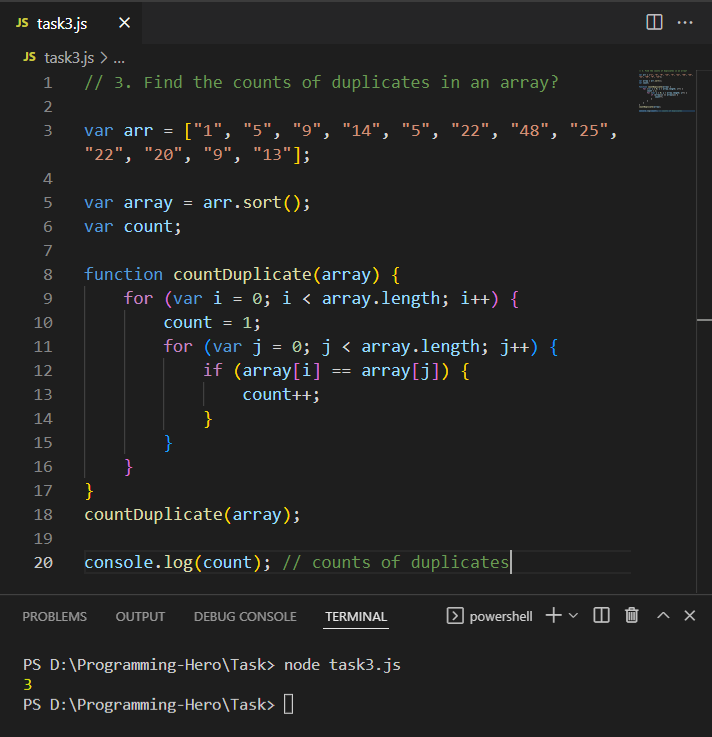 JS task3.js ×
JS task3.js > ...
1 // 3. Find the counts of duplicates in an array?
2
3 var arr = ["1", "5", "9", "14", "5", "22", "48", "25",
"22", "20", "9", "13"];
4
5 var array = arr.sort();
6 var count;
7
8 function countDuplicate(array) {
9     for (var i = 0; i < array.length; i++) {
10         count = 1;
11         for (var j = 0; j < array.length; j++) {
12             if (array[i] == array[j]) {
13                 count++;
14             }
15         }
16     }
17 }
18 countDuplicate(array);
19
20 console.log(count); // counts of duplicates
PROBLEMS OUTPUT DEBUG CONSOLE TERMINAL powershell
PS D:\Programming-Hero\Task> node task3.js
3
PS D:\Programming-Hero\Task>